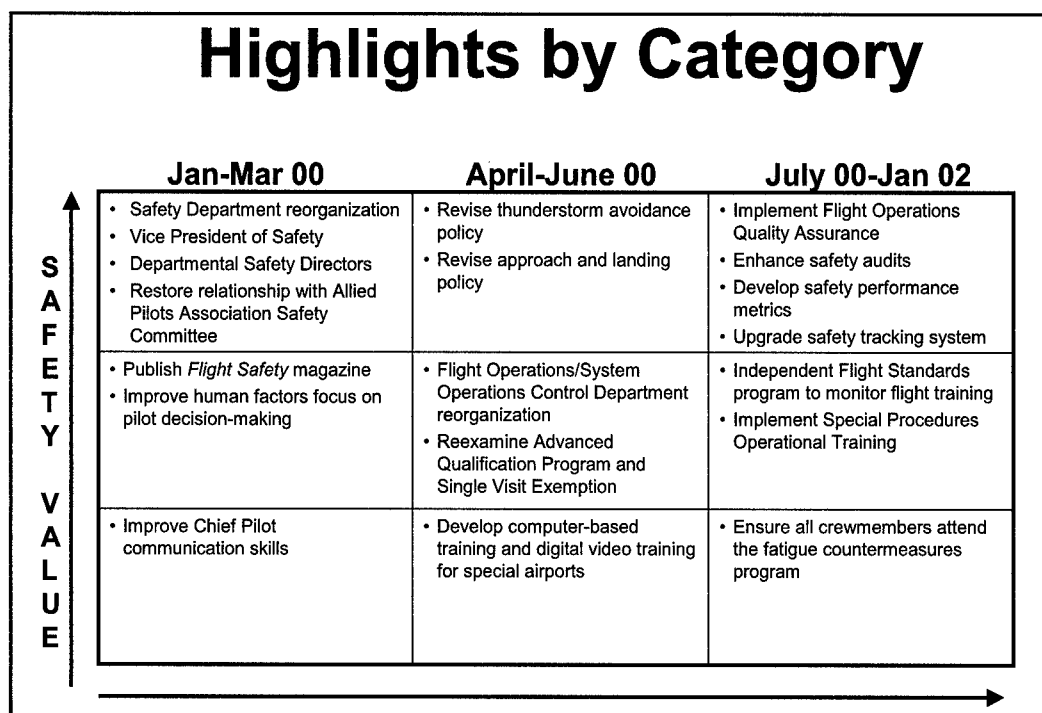 Highlights by Category
Jan-Mar 00
April-June 00
July 00-Jan 02
SAFETY VALUE
• Safety Department reorganization
• Vice President of Safety
• Departmental Safety Directors
• Restore relationship with Allied
Pilots Association Safety
Committee
• Revise thunderstorm avoidance
policy
• Revise approach and landing
policy
• Implement Flight Operations
Quality Assurance
• Enhance safety audits
• Develop safety performance
metrics
• Upgrade safety tracking system
• Publish Flight Safety magazine
• Improve human factors focus on
pilot decision-making
• Flight Operations/System
Operations Control Department
reorganization
• Reexamine Advanced
Qualification Program and
Single Visit Exemption
• Independent Flight Standards
program to monitor flight training
• Implement Special Procedures
Operational Training
• Improve Chief Pilot
communication skills
• Develop computer-based
training and digital video training
for special airports
• Ensure all crewmembers attend
the fatigue countermeasures
program